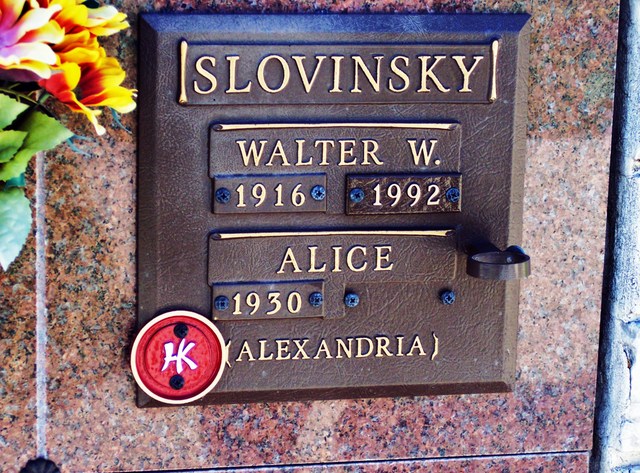 SLOVINSKY
WALTER W.
1916 1992
ALICE
1930
HK (ALEXANDRIA)